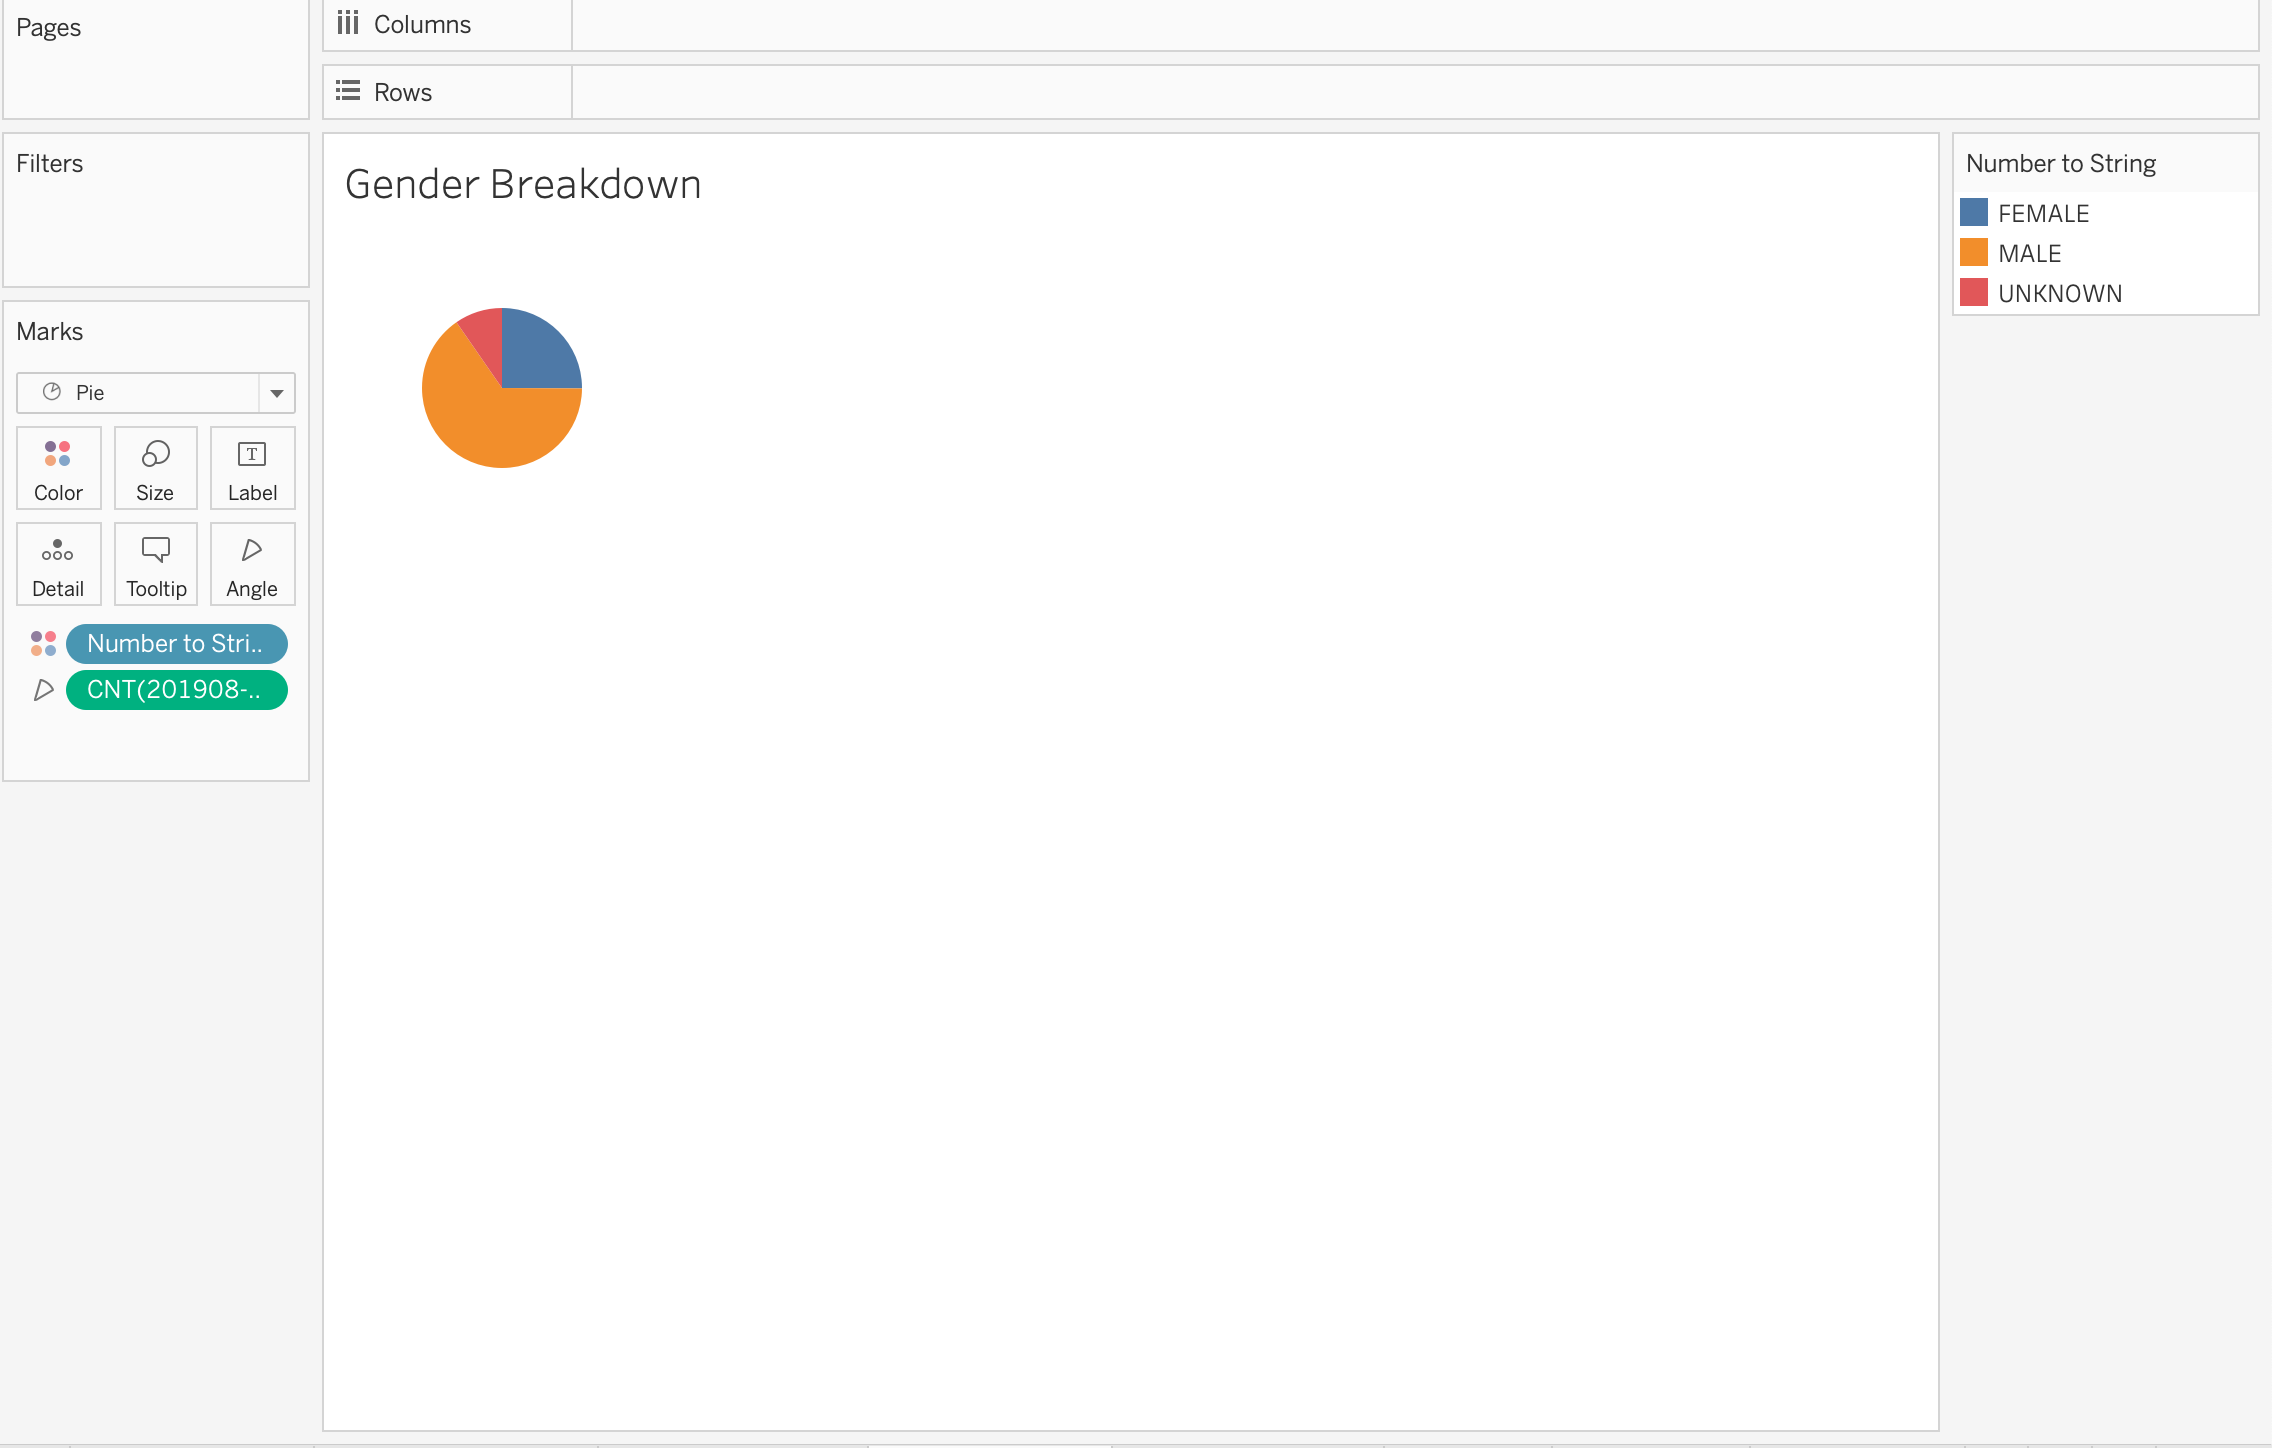 Pages
Columns
Rows
Filters
Gender Breakdown
Number to String
FEMALE
MALE
UNKNOWN
Marks
Pie
Color Size Label
Detail Tooltip Angle
Number to Stri..
CNT(201908-..